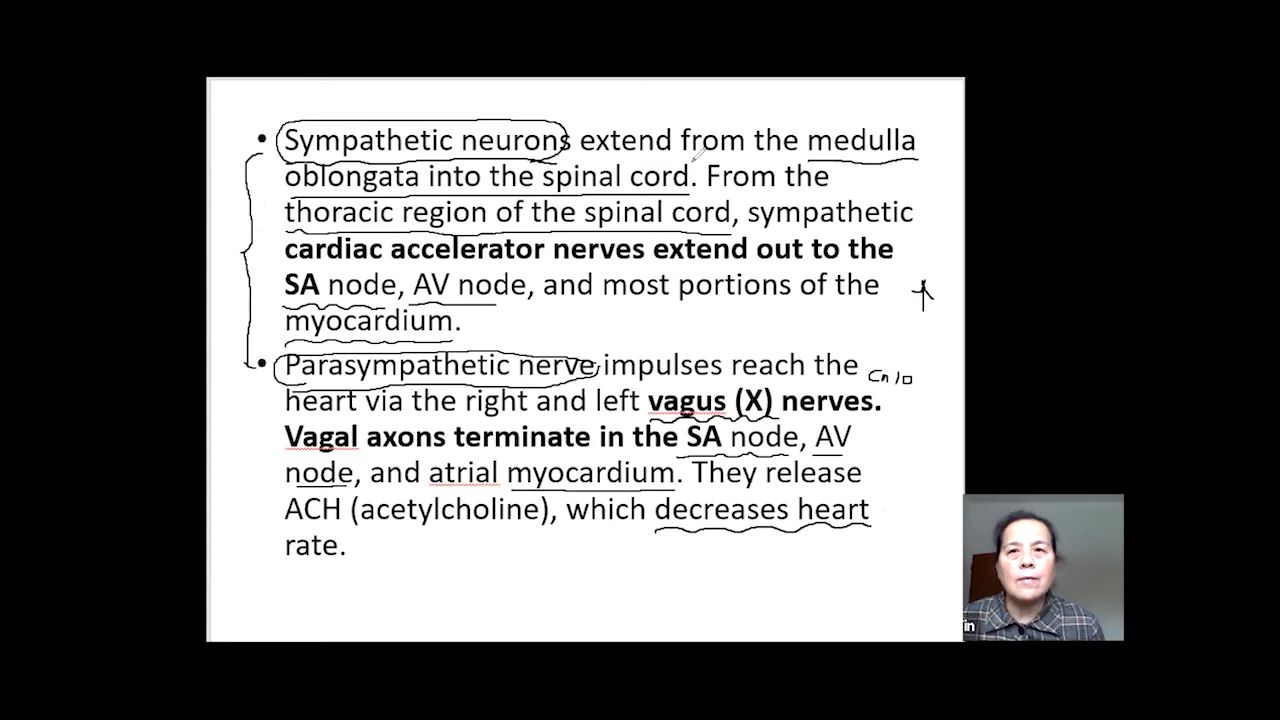 • Sympathetic neurons extend from the medulla
oblongata into the spinal cord. From the
thoracic region of the spinal cord, sympathetic
cardiac accelerator nerves extend out to the
SA node, AV node, and most portions of the
myocardium.
• Parasympathetic nerve impulses reach the
Cn 10
heart via the right and left vagus (X) nerves.
Vagal axons terminate in the SA node, AV
node, and atrial myocardium. They release
ACH (acetylcholine), which decreases heart
rate.
in